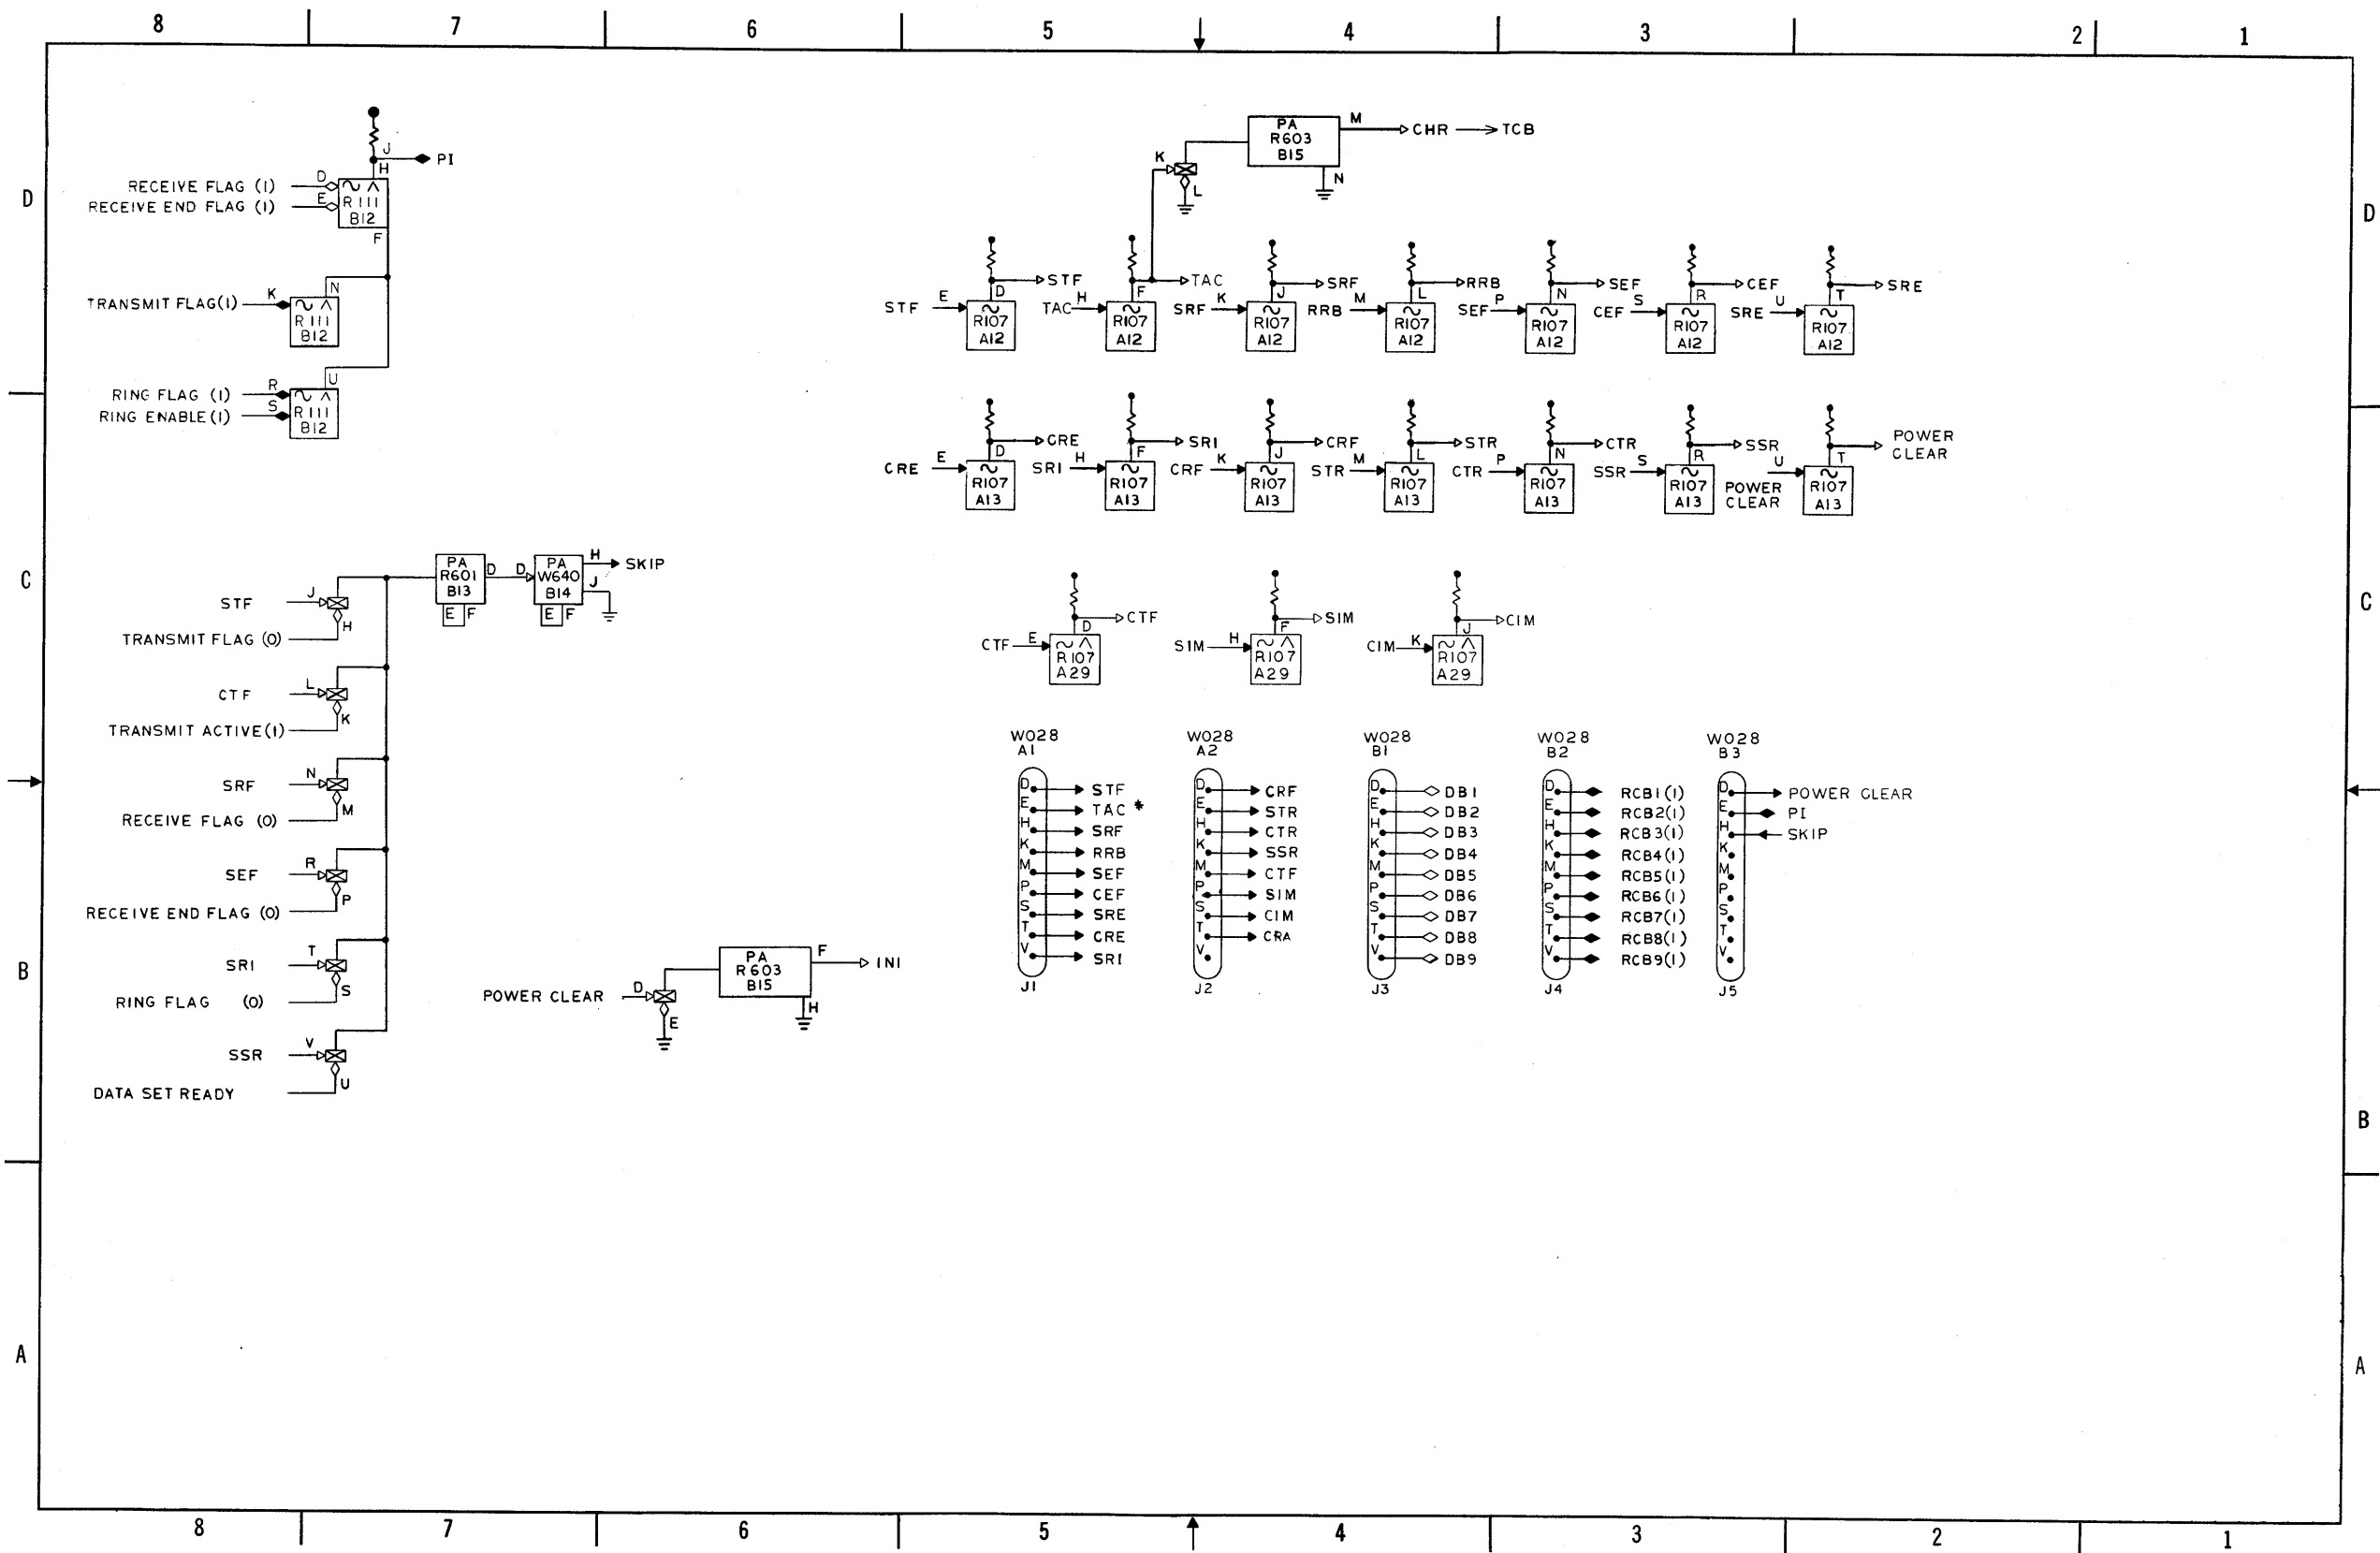 8 7 6 5 4 3 2 1
D
D
J
PI
H
D
RECEIVE FLAG (1)
E
RECEIVE END FLAG (1)
R111
B12
F
TRANSMIT FLAG(1)
K
N
R111
B12
U
RING FLAG (1)
R
RING ENABLE(1)
S
R111
B12
PA
R603
B15
M
CHR
TCB
K
L
N
STF E D STF
R107
A12
TAC H F TAC
R107
A12
SRF K J SRF
R107
A12
RRB M L RRB
R107
A12
SEF P N SEF
R107
A12
CEF S R CEF
R107
A12
SRE U T SRE
R107
A12
CRE E D CRE
R107
A13
SRI H F SRI
R107
A13
CRF K J CRF
R107
A13
STR M L STR
R107
A13
CTR P N CTR
R107
A13
SSR S R SSR
R107
A13
POWER
CLEAR
U T
R107
A13
POWER
CLEAR
C
C
PA
R601
B13
E F
D D
PA
W640
B14
E F
H SKIP
J
STF J
TRANSMIT FLAG (0) H
CTF L
TRANSMIT ACTIVE(1) K
SRF N
RECEIVE FLAG (0) M
SEF R
RECEIVE END FLAG (0) P
SRI T
RING FLAG (0) S
SSR V
DATA SET READY U
CTF E D CTF
R107
A29
SIM H F SIM
R107
A29
CIM K J CIM
R107
A29
POWER CLEAR D
E
PA
R603
B15
F INI
H
W028
A1
D STF
E TAC *
H SRF
K RRB
M SEF
P CEF
S SRE
T CRE
V SRI
J1
W028
A2
D CRF
E STR
H CTR
K SSR
M CTF
P SIM
S CIM
T CRA
V
J2
W028
B1
D DB1
E DB2
H DB3
K DB4
M DB5
P DB6
S DB7
T DB8
V DB9
J3
W028
B2
D RCB1(1)
E RCB2(1)
H RCB3(1)
K RCB4(1)
M RCB5(1)
P RCB6(1)
S RCB7(1)
T RCB8(1)
V RCB9(1)
J4
W028
B3
D POWER CLEAR
E PI
H SKIP
K
M
P
S
T
V
J5
B
B
A
A
8 7 6 5 4 3 2 1